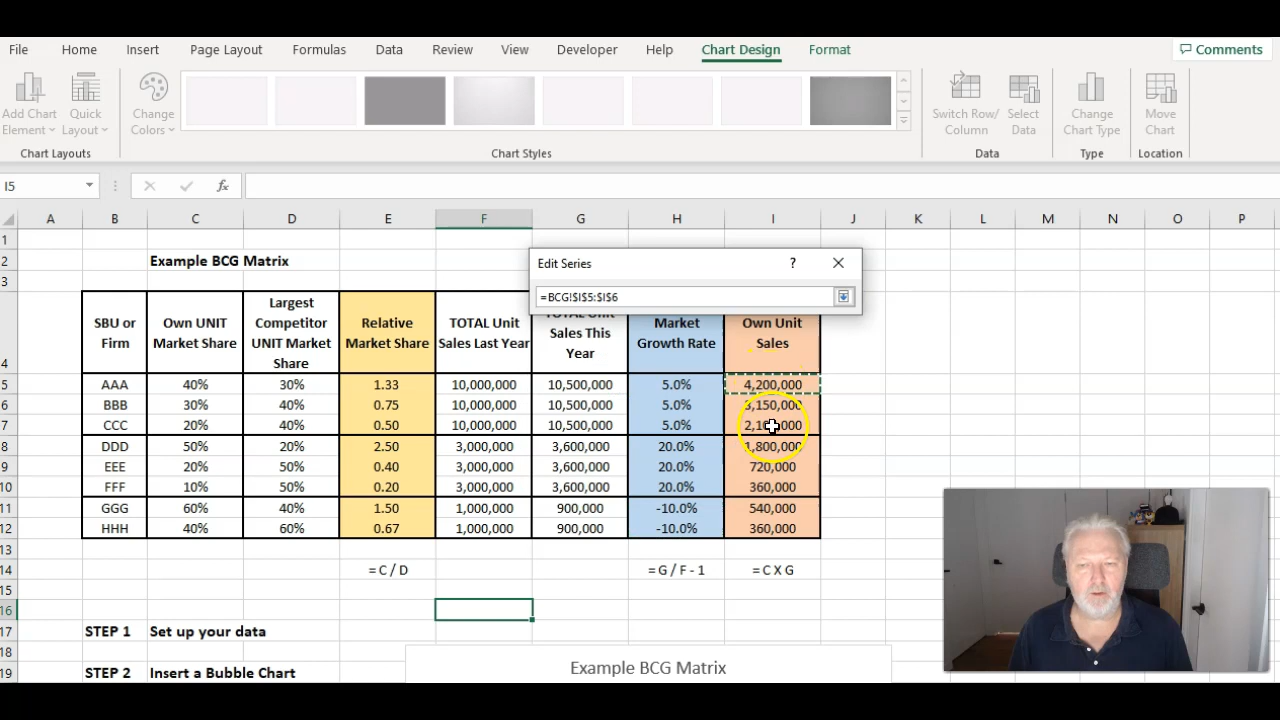 File Home Insert Page Layout Formulas Data Review View Developer Help Chart Design Format Comments
Add Chart Element Quick Layout Change Colors Switch Row/ Column Select Data Change Chart Type Move Chart
Chart Layouts Chart Styles Data Type Location
I5 fx
A B C D E F G H I J K L M N O P Q
1
2 Example BCG Matrix
Edit Series ?
3
=BCG!$I$5:$I$6
4 SBU or Firm Own UNIT Market Share Largest Competitor UNIT Market Share Relative Market Share TOTAL Unit Sales Last Year TOTAL Unit Sales This Year Market Growth Rate Own Unit Sales
5 AAA 40% 30% 1.33 10,000,000 10,500,000 5.0% 4,200,000
6 BBB 30% 40% 0.75 10,000,000 10,500,000 5.0% 3,150,000
7 CCC 20% 40% 0.50 10,000,000 10,500,000 5.0%
8 DDD 50% 20% 2.50 3,000,000 3,600,000 20.0% 1,800,000
9 EEE 20% 50% 0.40 3,000,000 3,600,000 20.0% 720,000
10 FFF 10% 50% 0.20 3,000,000 3,600,000 20.0% 360,000
11 GGG 60% 40% 1.50 1,000,000 900,000 -10.0% 540,000
12 HHH 40% 60% 0.67 1,000,000 900,000 -10.0% 360,000
13
14 = C / D = G / F - 1 = C X G
15
16
17 STEP 1 Set up your data
18
19 STEP 2 Insert a Bubble Chart
Example BCG Matrix